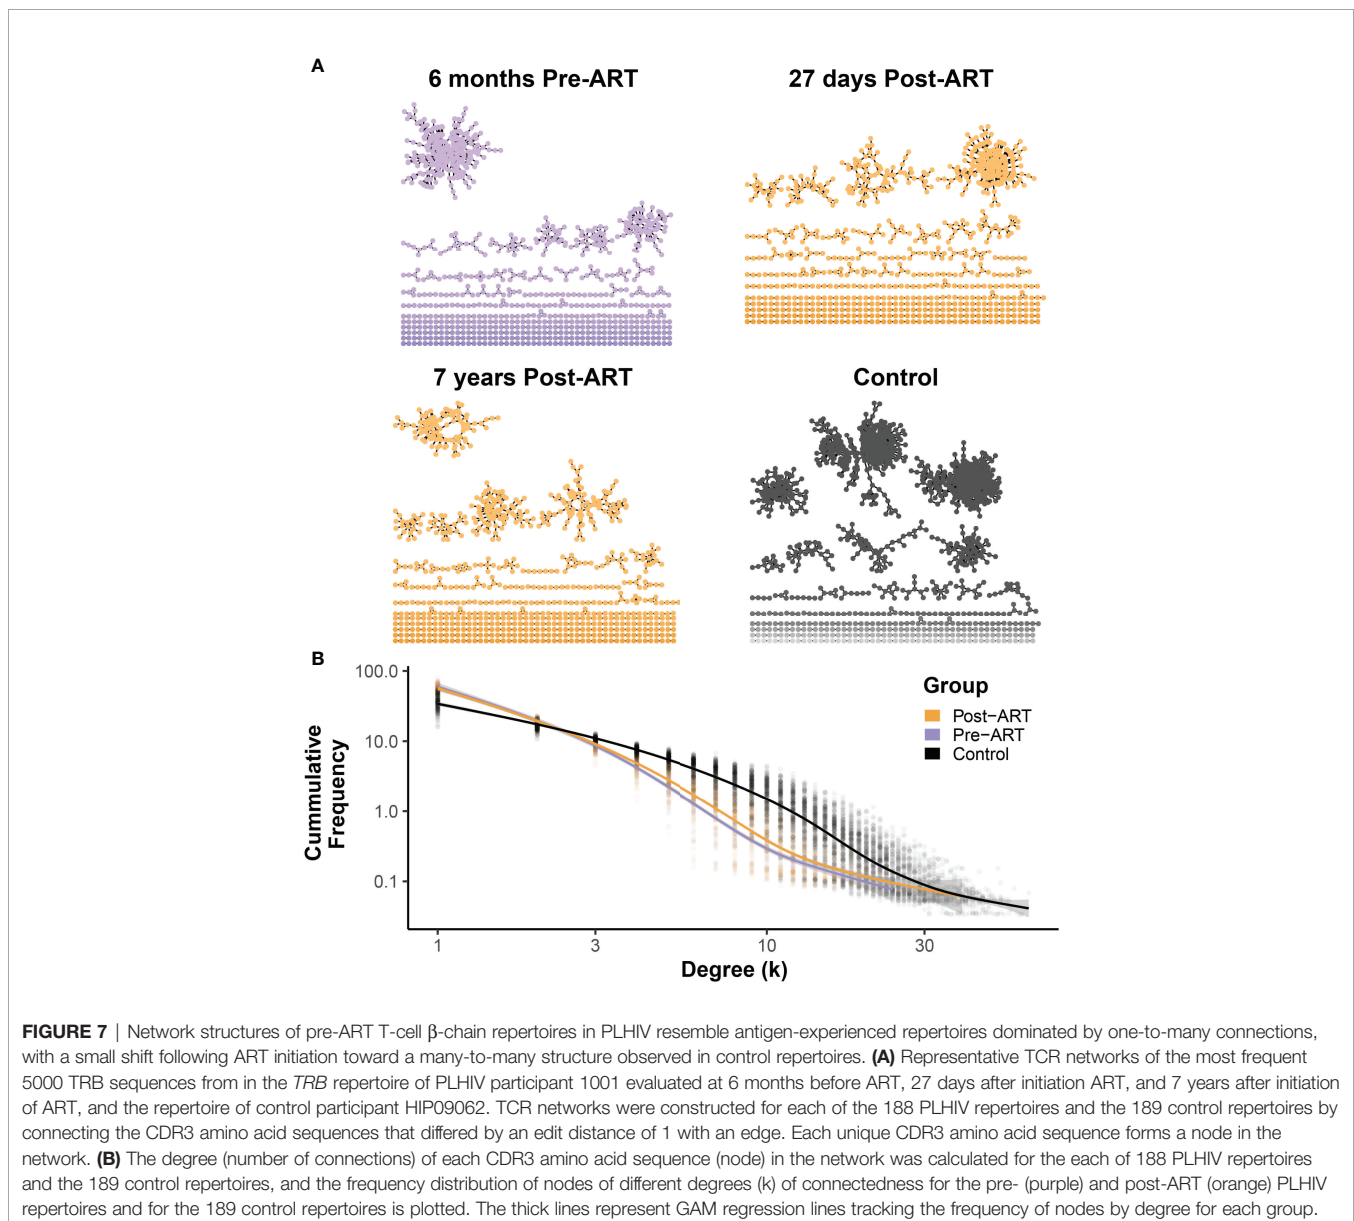 A
6 months Pre-ART
27 days Post-ART
7 years Post-ART
Control
B
100.0
10.0
1.0
0.1
Cummulative
Frequency
1
3
10
30
Degree (k)
Group
Post−ART
Pre−ART
Control
FIGURE 7 | Network structures of pre-ART T-cell β-chain repertoires in PLHIV resemble antigen-experienced repertoires dominated by one-to-many connections,
with a small shift following ART initiation toward a many-to-many structure observed in control repertoires. (A) Representative TCR networks of the most frequent
5000 TRB sequences from in the TRB repertoire of PLHIV participant 1001 evaluated at 6 months before ART, 27 days after initiation ART, and 7 years after initiation
of ART, and the repertoire of control participant HIP09062. TCR networks were constructed for each of the 188 PLHIV repertoires and the 189 control repertoires by
connecting the CDR3 amino acid sequences that differed by an edit distance of 1 with an edge. Each unique CDR3 amino acid sequence forms a node in the
network. (B) The degree (number of connections) of each CDR3 amino acid sequence (node) in the network was calculated for the each of 188 PLHIV repertoires
and the 189 control repertoires, and the frequency distribution of nodes of different degrees (k) of connectedness for the pre- (purple) and post-ART (orange) PLHIV
repertoires and for the 189 control repertoires is plotted. The thick lines represent GAM regression lines tracking the frequency of nodes by degree for each group.